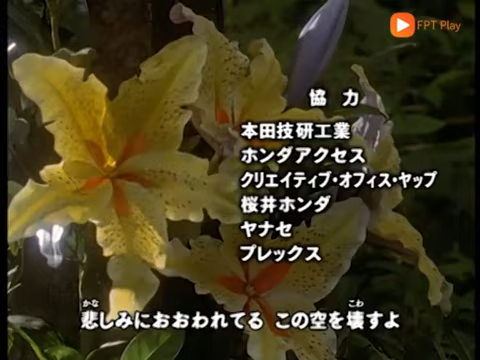 FPT Play
協力
本田技研工業
ホンダアクセス
クリエイティブ・オフィス・ヤップ
桜井ホンダ
ヤナセ
プレックス
かな こわ
悲しみにおおわれてる この空を壊すよ